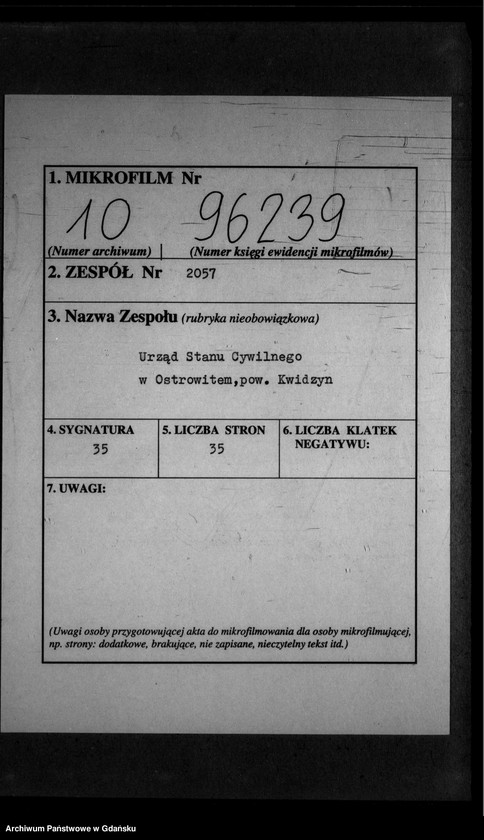 1. MIKROFILM Nr
10 96239
(Numer archiwum) | (Numer księgi ewidencji mikrofilmów)
2. ZESPÓŁ Nr 2057
3. Nazwa Zespołu (rubryka nieobowiązkowa)
Urząd Stanu Cywilnego
w Ostrowitem,pow. Kwidzyn
4. SYGNATURA
35
5. LICZBA STRON
35
6. LICZBA KLATEK
NEGATYWU:
7. UWAGI:
(Uwagi osoby przygotowującej akta do mikrofilmowania dla osoby mikrofilmującej,
np. strony: dodatkowe, brakujące, nie zapisane, nieczytelny tekst itd.)
Archiwum Państwowe w Gdańsku